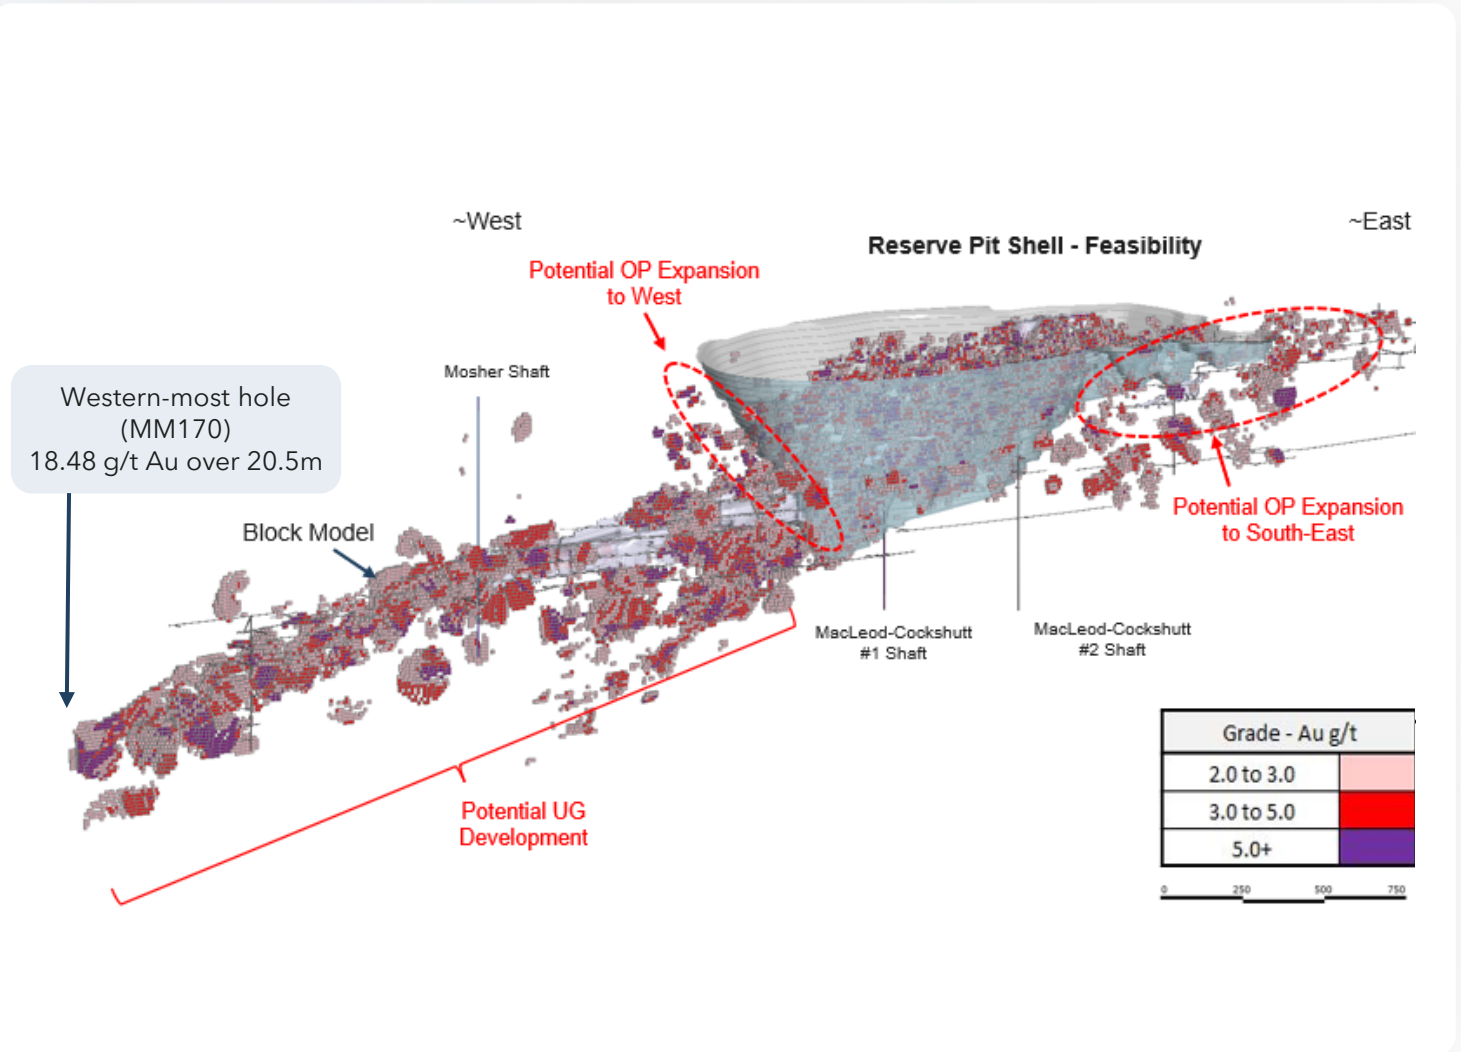 ~West
~East
Reserve Pit Shell - Feasibility
Potential OP Expansion
to West
Mosher Shaft
Western-most hole
(MM170)
18.48 g/t Au over 20.5m
Block Model
Potential OP Expansion
to South-East
MacLeod-Cockshutt
#1 Shaft
MacLeod-Cockshutt
#2 Shaft
Potential UG
Development
Grade - Au g/t
2.0 to 3.0
3.0 to 5.0
5.0+
0 250 500 750